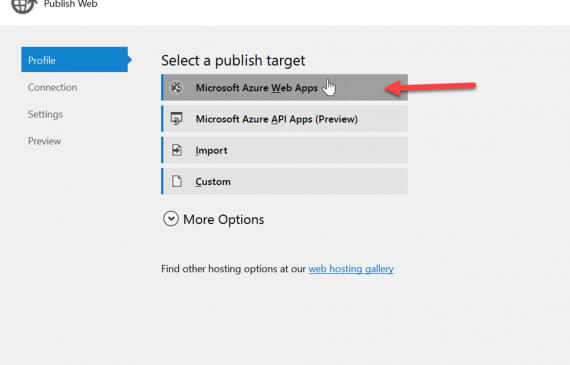 Publish Web
Profile
Connection
Settings
Preview
Select a publish target
Microsoft Azure Web Apps
Microsoft Azure API Apps (Preview)
Import
Custom
More Options
Find other hosting options at our web hosting gallery